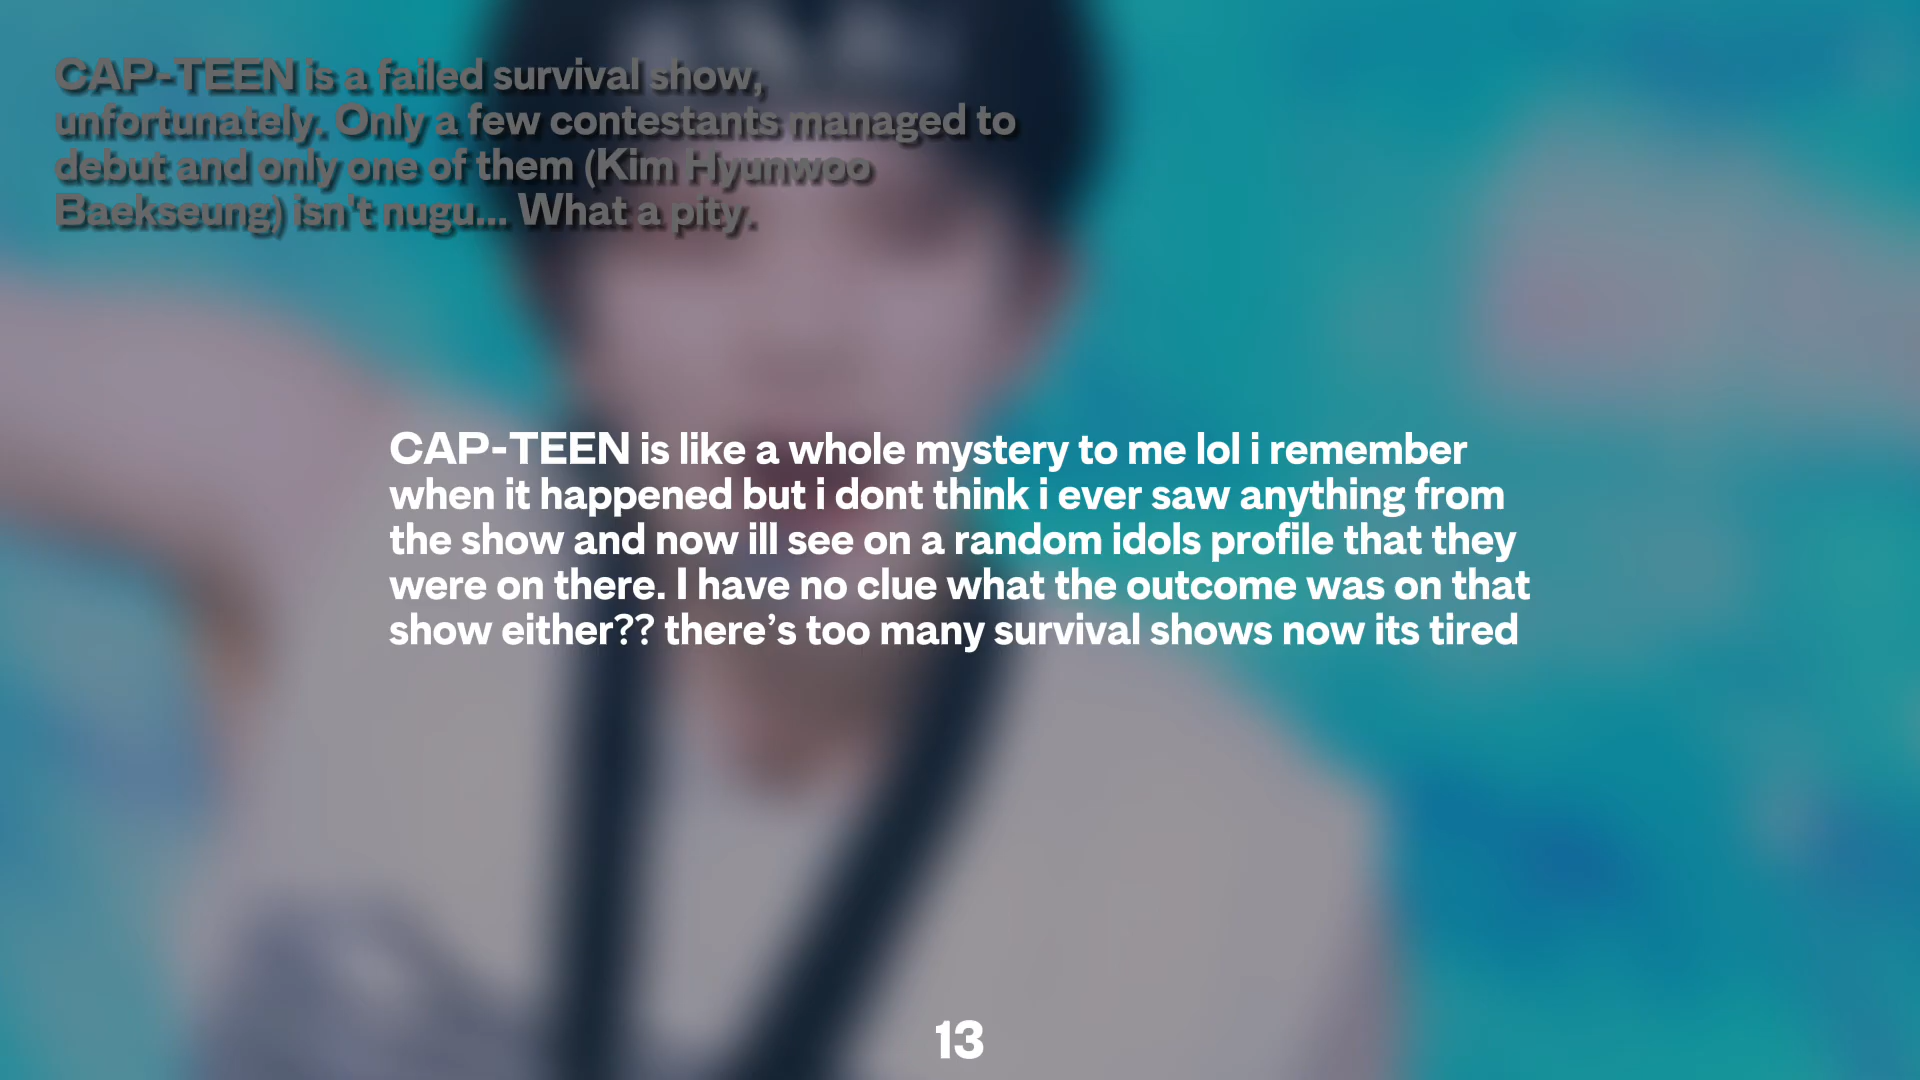 CAP-TEEN is a failed survival show,
unfortunately. Only a few contestants managed to
debut and only one of them (Kim Hyunwoo
Baekseung) isn't nugu... What a pity.
CAP-TEEN is like a whole mystery to me lol i remember
when it happened but i dont think i ever saw anything from
the show and now ill see on a random idols profile that they
were on there. I have no clue what the outcome was on that
show either?? there’s too many survival shows now its tired
13